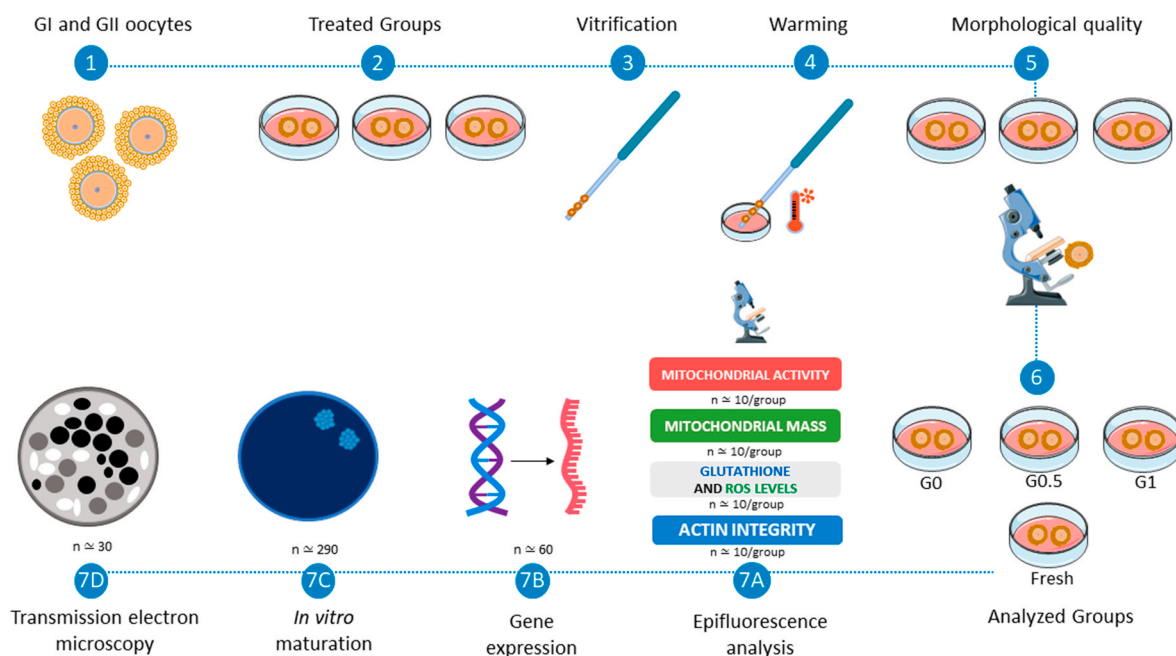 GI and GII oocytes
Treated Groups
Vitrification
Warming
Morphological quality
1
2
3
4
5
6
G0
G0.5
G1
Fresh
Analyzed Groups
MITOCHONDRIAL ACTIVITY
n ≃ 10/group
MITOCHONDRIAL MASS
n ≃ 10/group
GLUTATHIONE
AND ROS LEVELS
n ≃ 10/group
ACTIN INTEGRITY
n ≃ 10/group
7A
Epifluorescence
analysis
n ≃ 60
7B
Gene
expression
n ≃ 290
7C
In vitro
maturation
n ≃ 30
7D
Transmission electron
microscopy